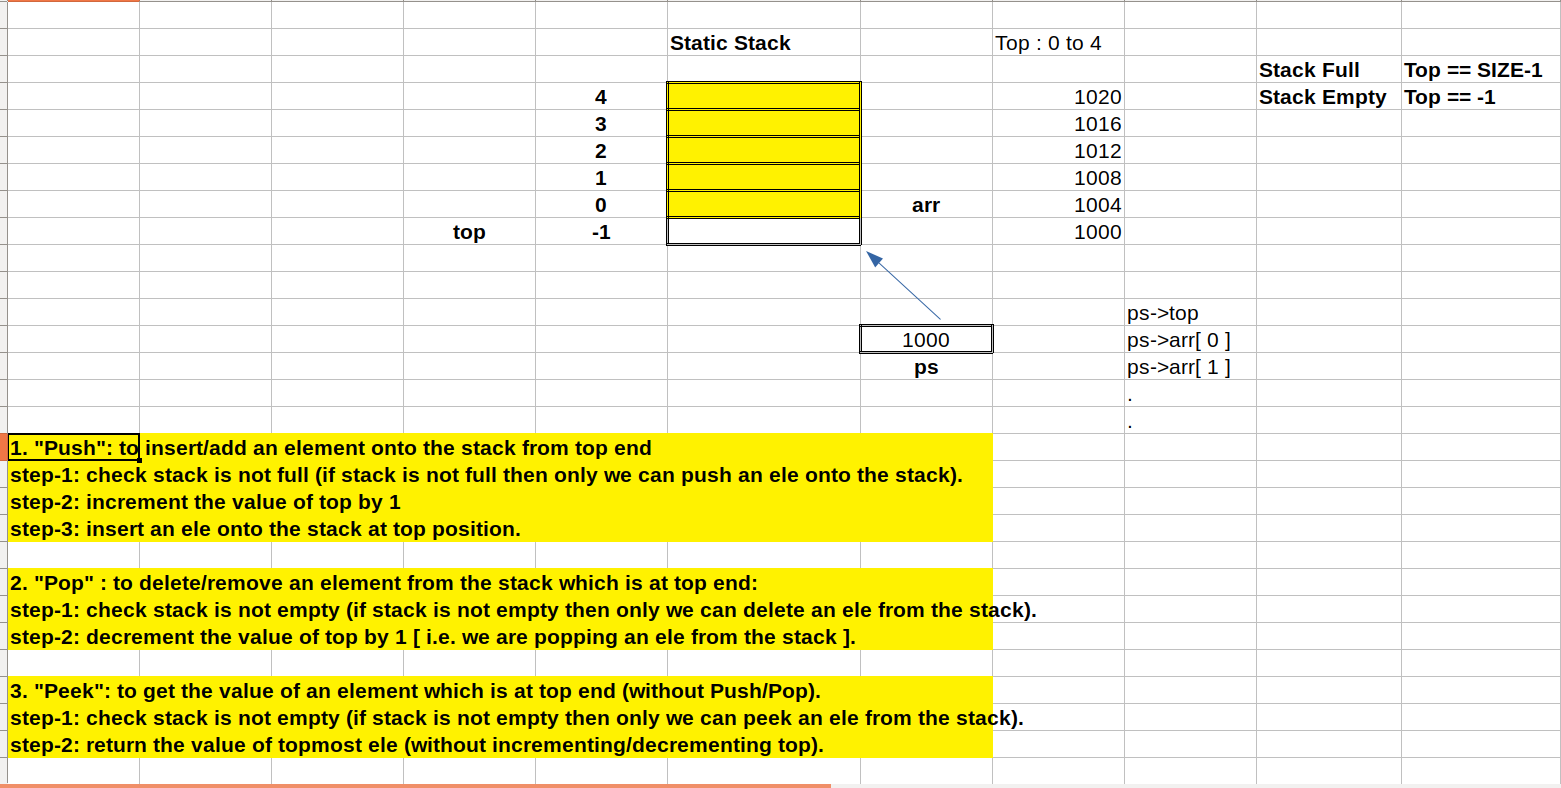 Static Stack Top : 0 to 4
Stack Full Top == SIZE-1
4 1020 Stack Empty Top == -1
3 1016
2 1012
1 1008
0 arr 1004
top -1 1000
ps->top
1000 ps->arr[ 0 ]
ps ps->arr[ 1 ]
.
.
1. "Push": to insert/add an element onto the stack from top end
step-1: check stack is not full (if stack is not full then only we can push an ele onto the stack).
step-2: increment the value of top by 1
step-3: insert an ele onto the stack at top position.
2. "Pop" : to delete/remove an element from the stack which is at top end:
step-1: check stack is not empty (if stack is not empty then only we can delete an ele from the stack).
step-2: decrement the value of top by 1 [ i.e. we are popping an ele from the stack ].
3. "Peek": to get the value of an element which is at top end (without Push/Pop).
step-1: check stack is not empty (if stack is not empty then only we can peek an ele from the stack).
step-2: return the value of topmost ele (without incrementing/decrementing top).